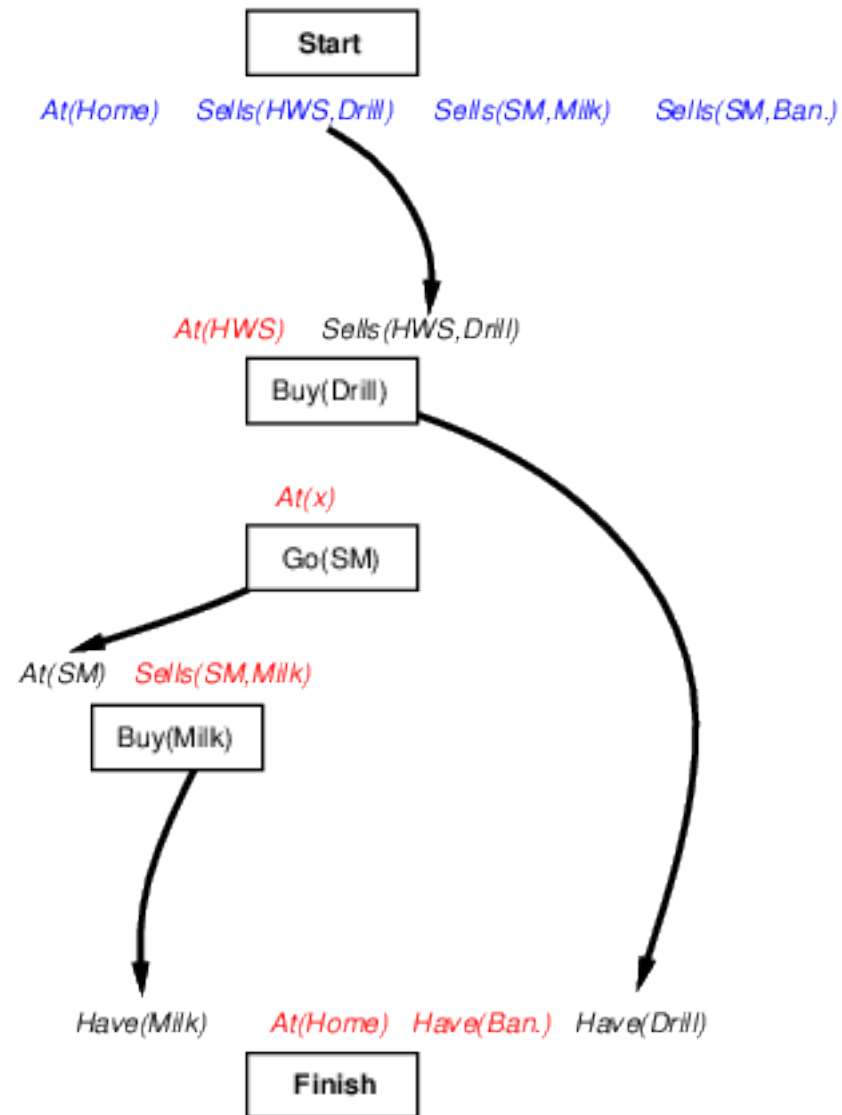 Start
At(Home) Sells(HWS,Drill) Sells(SM,Milk) Sells(SM,Ban.)
At(HWS) Sells(HWS,Drill)
Buy(Drill)
At(x)
Go(SM)
At(SM) Sells(SM,Milk)
Buy(Milk)
Have(Milk) At(Home) Have(Ban.) Have(Drill)
Finish